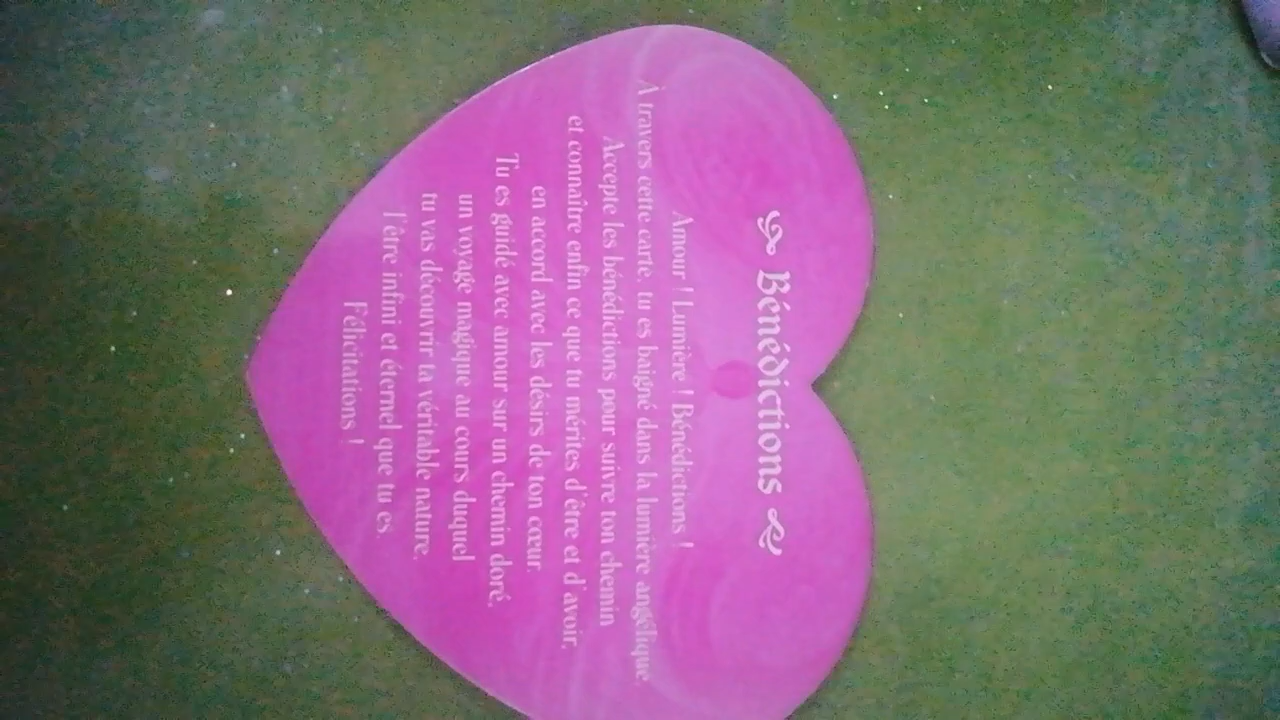 Bénédictions
Amour ! Lumière ! Bénédictions !
À travers cette carte, tu es baigné dans la lumière angélique.
Accepte les bénédictions pour suivre ton chemin
et connaître enfin ce que tu mérites d'être et d'avoir,
en accord avec les désirs de ton cœur.
Tu es guidé avec amour sur un chemin doré,
un voyage magique au cours duquel
tu vas découvrir ta véritable nature,
l'être infini et éternel que tu es.
Félicitations !